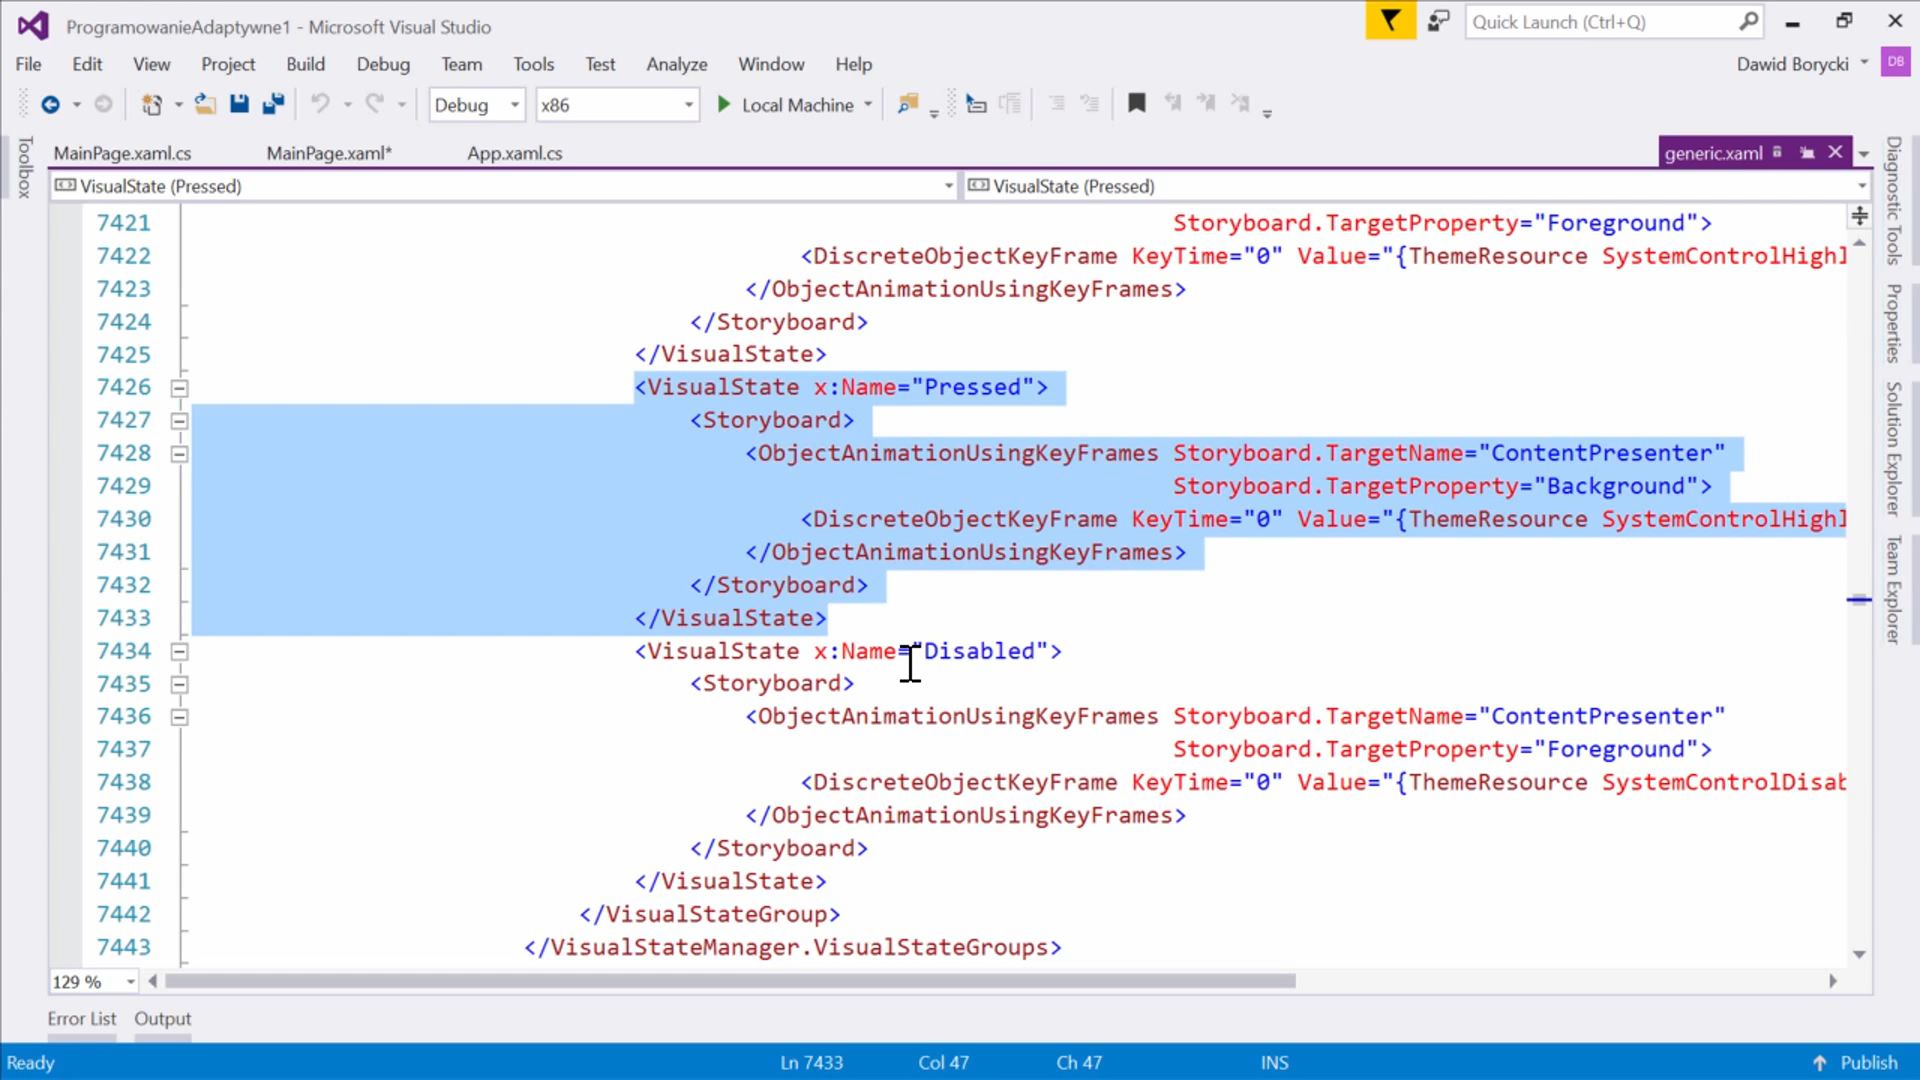 ProgramowanieAdaptywne1 - Microsoft Visual Studio
Quick Launch (Ctrl+Q)
File Edit View Project Build Debug Team Tools Test Analyze Window Help
Dawid Borycki
DB
Debug x86 Local Machine
MainPage.xaml.cs MainPage.xaml* App.xaml.cs generic.xaml
VisualState (Pressed) VisualState (Pressed)
7421 Storyboard.TargetProperty="Foreground">
7422 <DiscreteObjectKeyFrame KeyTime="0" Value="{ThemeResource SystemControlHighl
7423 </ObjectAnimationUsingKeyFrames>
7424 </Storyboard>
7425 </VisualState>
7426 <VisualState x:Name="Pressed">
7427 <Storyboard>
7428 <ObjectAnimationUsingKeyFrames Storyboard.TargetName="ContentPresenter"
7429 Storyboard.TargetProperty="Background">
7430 <DiscreteObjectKeyFrame KeyTime="0" Value="{ThemeResource SystemControlHighl
7431 </ObjectAnimationUsingKeyFrames>
7432 </Storyboard>
7433 </VisualState>
7434 <VisualState x:Name="Disabled">
7435 <Storyboard>
7436 <ObjectAnimationUsingKeyFrames Storyboard.TargetName="ContentPresenter"
7437 Storyboard.TargetProperty="Foreground">
7438 <DiscreteObjectKeyFrame KeyTime="0" Value="{ThemeResource SystemControlDisab
7439 </ObjectAnimationUsingKeyFrames>
7440 </Storyboard>
7441 </VisualState>
7442 </VisualStateGroup>
7443 </VisualStateManager.VisualStateGroups>
129 %
Error List Output
Ready Ln 7433 Col 47 Ch 47 INS Publish
Toolbox
Diagnostic Tools
Properties
Solution Explorer
Team Explorer